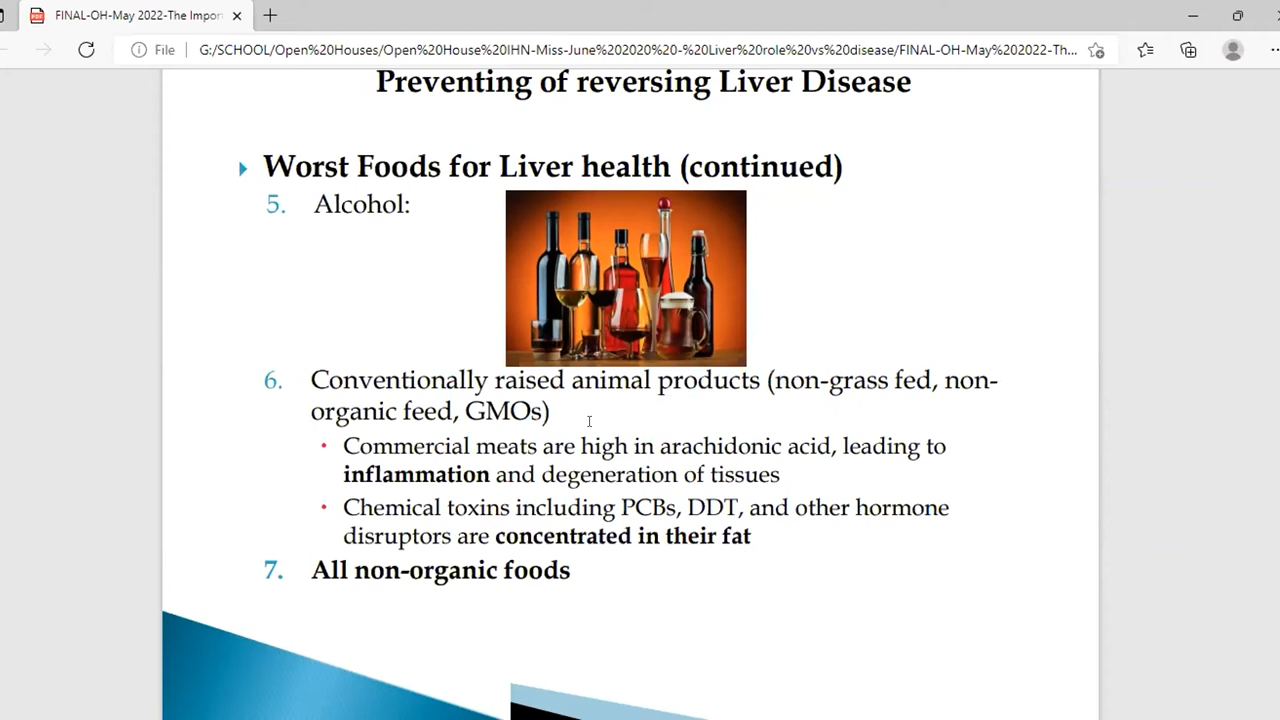 FINAL-OH-May 2022-The Impor
File
G:/SCHOOL/Open%20Houses/Open%20House%20IHN-Miss-June%202020%20-%20Liver%20role%20vs%20disease/FINAL-OH-May%202022-Th...
Preventing of reversing Liver Disease
Worst Foods for Liver health (continued)
5. Alcohol:
6. Conventionally raised animal products (non-grass fed, non-
organic feed, GMOs)
• Commercial meats are high in arachidonic acid, leading to
inflammation and degeneration of tissues
• Chemical toxins including PCBs, DDT, and other hormone
disruptors are concentrated in their fat
7. All non-organic foods